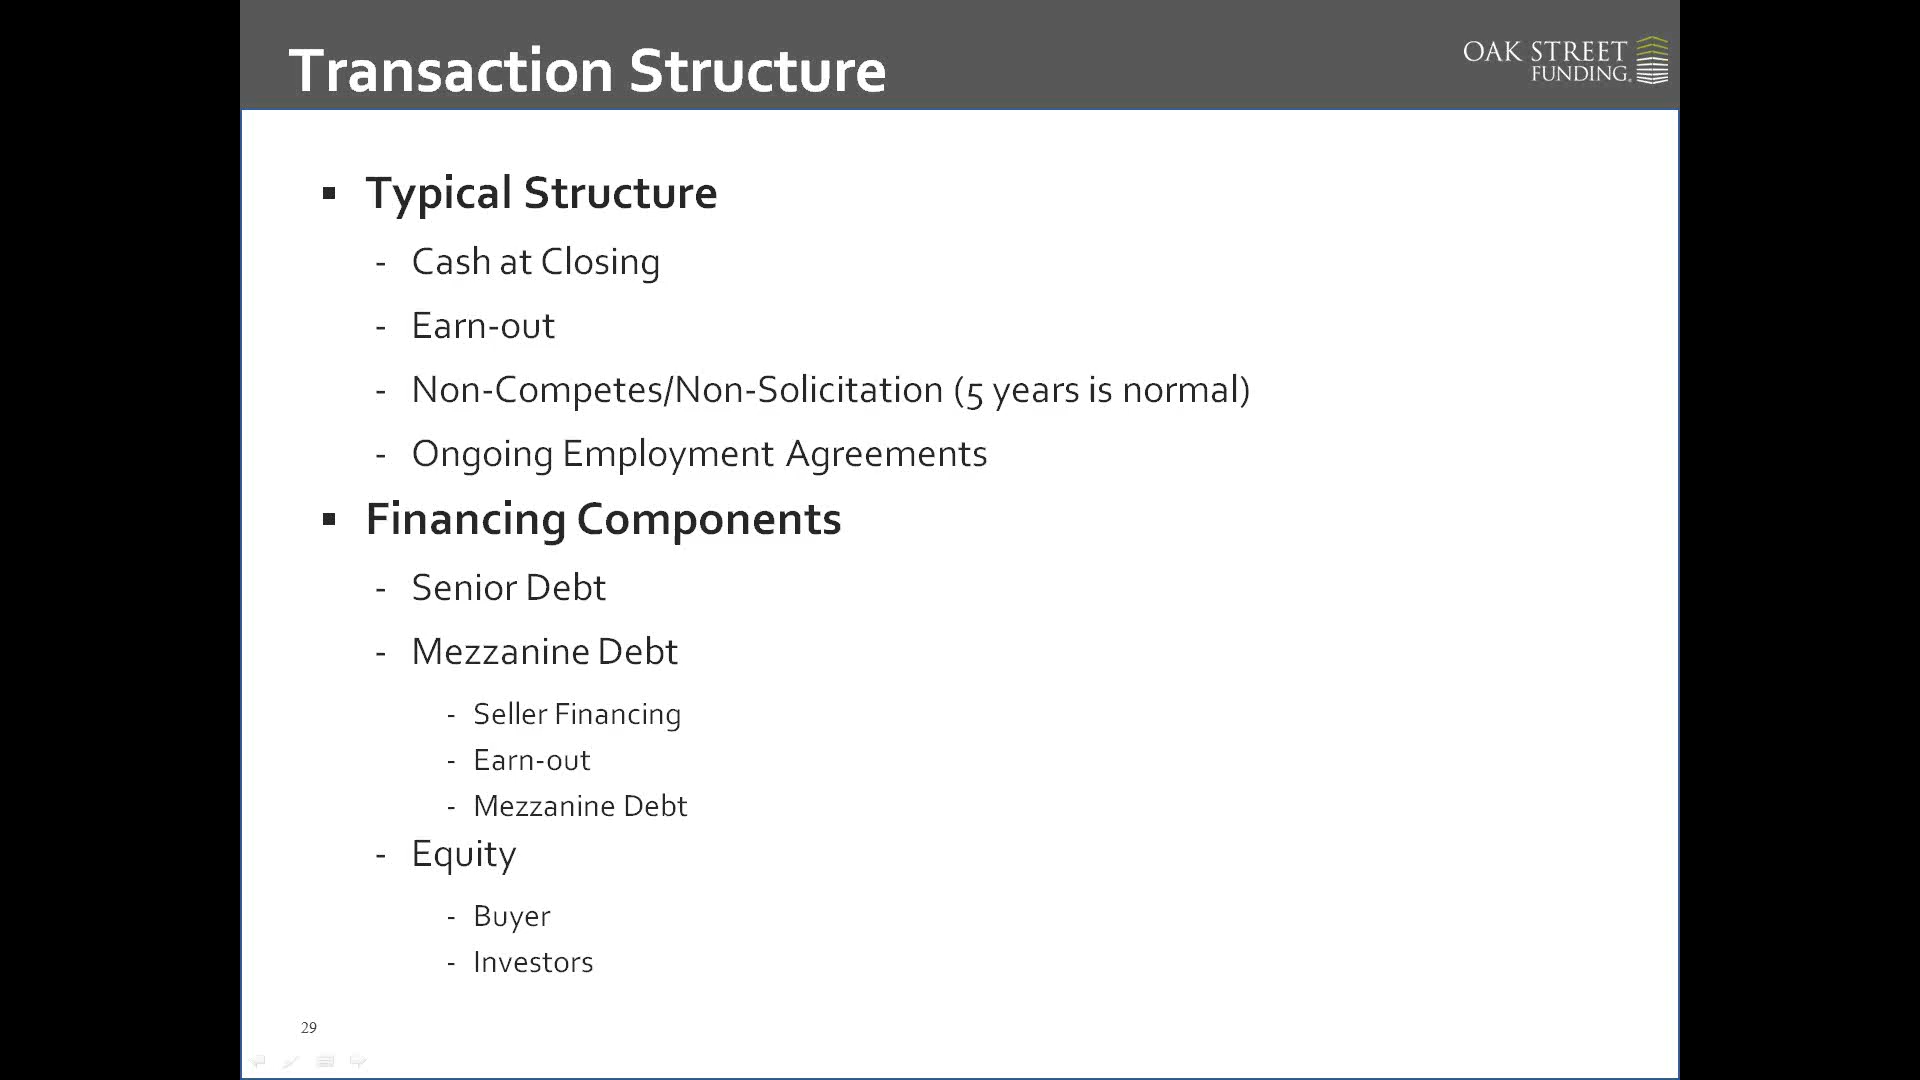 Transaction Structure
OAK STREET
FUNDING.
▪ Typical Structure
- Cash at Closing
- Earn-out
- Non-Competes/Non-Solicitation (5 years is normal)
- Ongoing Employment Agreements
▪ Financing Components
- Senior Debt
- Mezzanine Debt
- Seller Financing
- Earn-out
- Mezzanine Debt
- Equity
- Buyer
- Investors
29